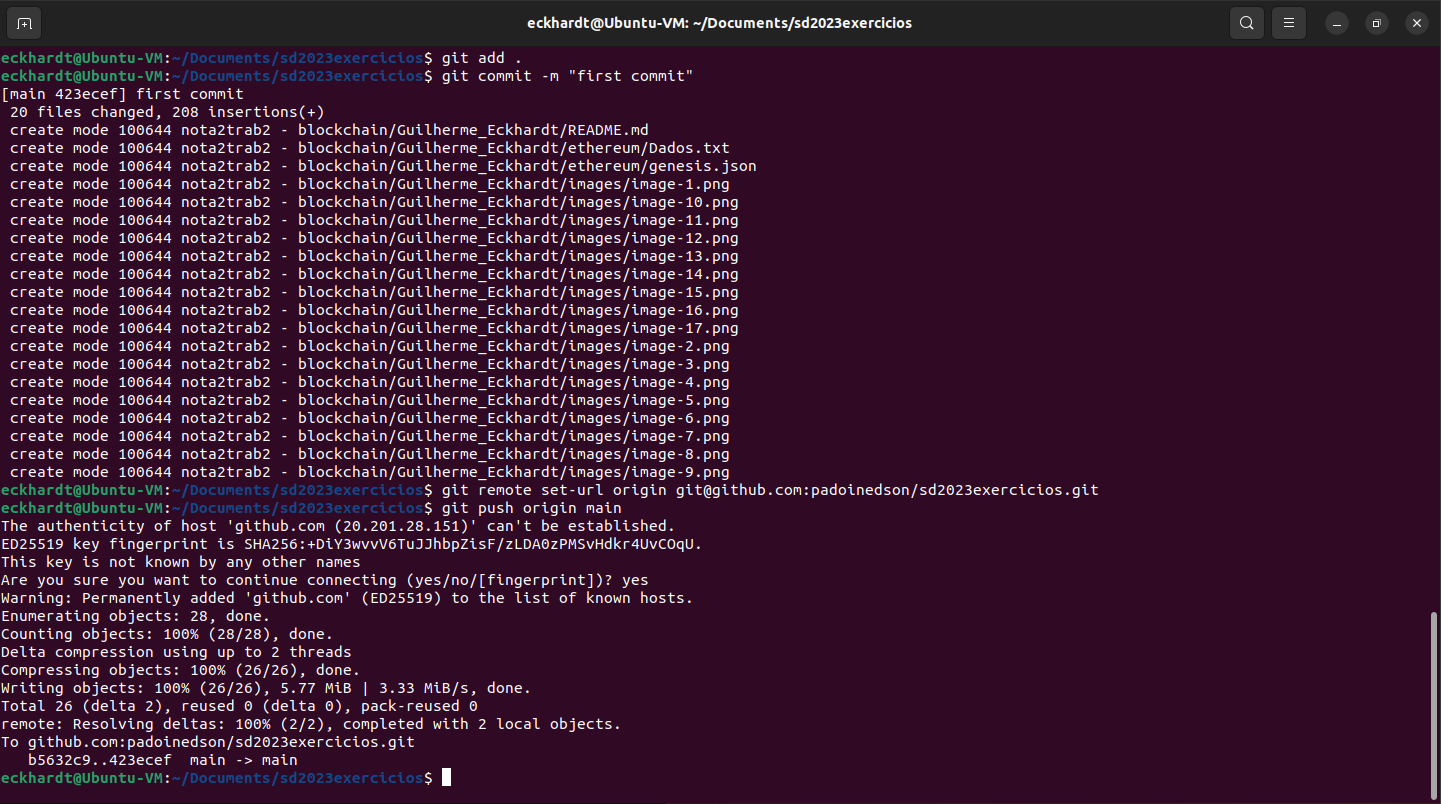 eckhardt@Ubuntu-VM: ~/Documents/sd2023exercicios
eckhardt@Ubuntu-VM:~/Documents/sd2023exercicios$ git add .
eckhardt@Ubuntu-VM:~/Documents/sd2023exercicios$ git commit -m "first commit"
[main 423ecef] first commit
 20 files changed, 208 insertions(+)
 create mode 100644 nota2trab2 - blockchain/Guilherme_Eckhardt/README.md
 create mode 100644 nota2trab2 - blockchain/Guilherme_Eckhardt/ethereum/Dados.txt
 create mode 100644 nota2trab2 - blockchain/Guilherme_Eckhardt/ethereum/genesis.json
 create mode 100644 nota2trab2 - blockchain/Guilherme_Eckhardt/images/image-1.png
 create mode 100644 nota2trab2 - blockchain/Guilherme_Eckhardt/images/image-10.png
 create mode 100644 nota2trab2 - blockchain/Guilherme_Eckhardt/images/image-11.png
 create mode 100644 nota2trab2 - blockchain/Guilherme_Eckhardt/images/image-12.png
 create mode 100644 nota2trab2 - blockchain/Guilherme_Eckhardt/images/image-13.png
 create mode 100644 nota2trab2 - blockchain/Guilherme_Eckhardt/images/image-14.png
 create mode 100644 nota2trab2 - blockchain/Guilherme_Eckhardt/images/image-15.png
 create mode 100644 nota2trab2 - blockchain/Guilherme_Eckhardt/images/image-16.png
 create mode 100644 nota2trab2 - blockchain/Guilherme_Eckhardt/images/image-17.png
 create mode 100644 nota2trab2 - blockchain/Guilherme_Eckhardt/images/image-2.png
 create mode 100644 nota2trab2 - blockchain/Guilherme_Eckhardt/images/image-3.png
 create mode 100644 nota2trab2 - blockchain/Guilherme_Eckhardt/images/image-4.png
 create mode 100644 nota2trab2 - blockchain/Guilherme_Eckhardt/images/image-5.png
 create mode 100644 nota2trab2 - blockchain/Guilherme_Eckhardt/images/image-6.png
 create mode 100644 nota2trab2 - blockchain/Guilherme_Eckhardt/images/image-7.png
 create mode 100644 nota2trab2 - blockchain/Guilherme_Eckhardt/images/image-8.png
 create mode 100644 nota2trab2 - blockchain/Guilherme_Eckhardt/images/image-9.png
eckhardt@Ubuntu-VM:~/Documents/sd2023exercicios$ git remote set-url origin git@github.com:padoinedson/sd2023exercicios.git
eckhardt@Ubuntu-VM:~/Documents/sd2023exercicios$ git push origin main
The authenticity of host 'github.com (20.201.28.151)' can't be established.
ED25519 key fingerprint is SHA256:+DiY3wvvV6TuJJhbpZisF/zLDA0zPMSvHdkr4UvCOqU.
This key is not known by any other names
Are you sure you want to continue connecting (yes/no/[fingerprint])? yes
Warning: Permanently added 'github.com' (ED25519) to the list of known hosts.
Enumerating objects: 28, done.
Counting objects: 100% (28/28), done.
Delta compression using up to 2 threads
Compressing objects: 100% (26/26), done.
Writing objects: 100% (26/26), 5.77 MiB | 3.33 MiB/s, done.
Total 26 (delta 2), reused 0 (delta 0), pack-reused 0
remote: Resolving deltas: 100% (2/2), completed with 2 local objects.
To github.com:padoinedson/sd2023exercicios.git
   b5632c9..423ecef  main -> main
eckhardt@Ubuntu-VM:~/Documents/sd2023exercicios$